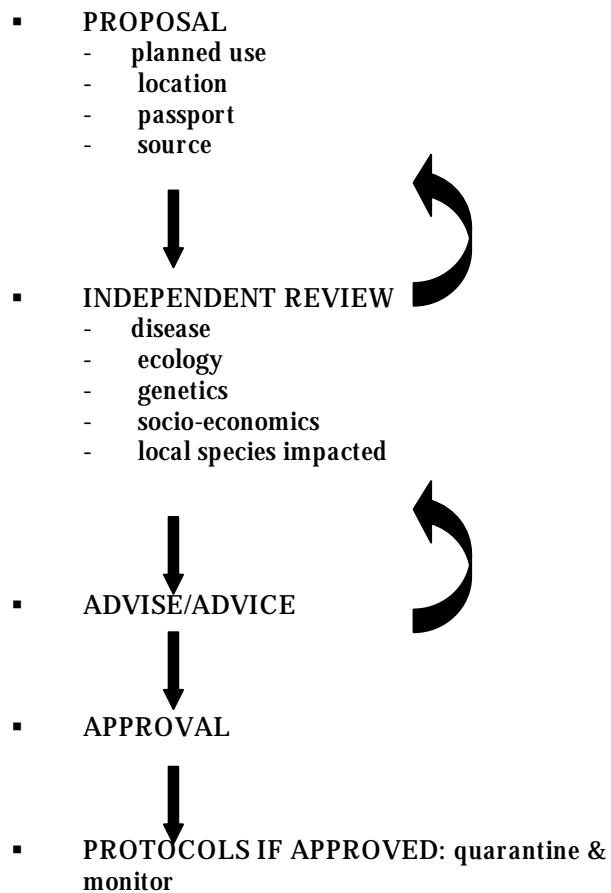 ▪ PROPOSAL
- planned use
- location
- passport
- source
▪ INDEPENDENT REVIEW
- disease
- ecology
- genetics
- socio-economics
- local species impacted
▪ ADVISE/ADVICE
▪ APPROVAL
▪ PROTOCOLS IF APPROVED: quarantine &
monitor